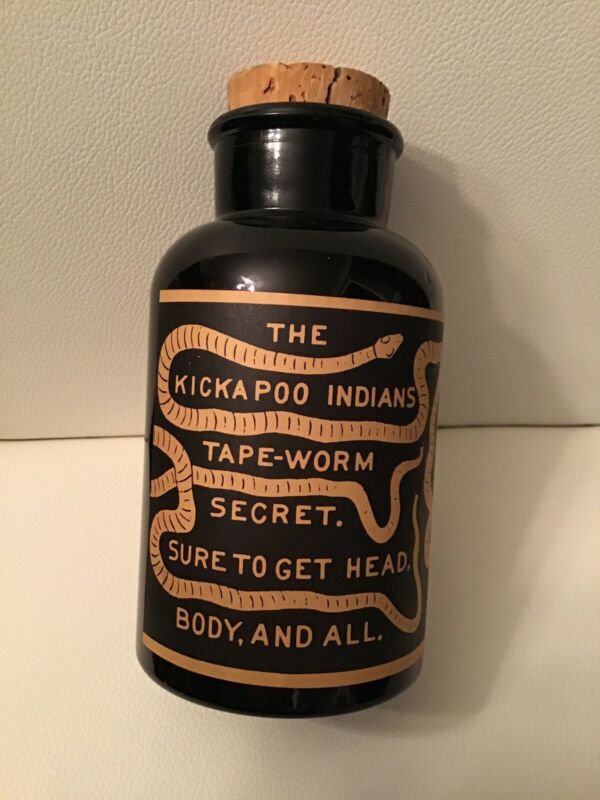 THE
KICKAPOO INDIANS
TAPE-WORM
SECRET.
SURE TO GET HEAD,
BODY, AND ALL.